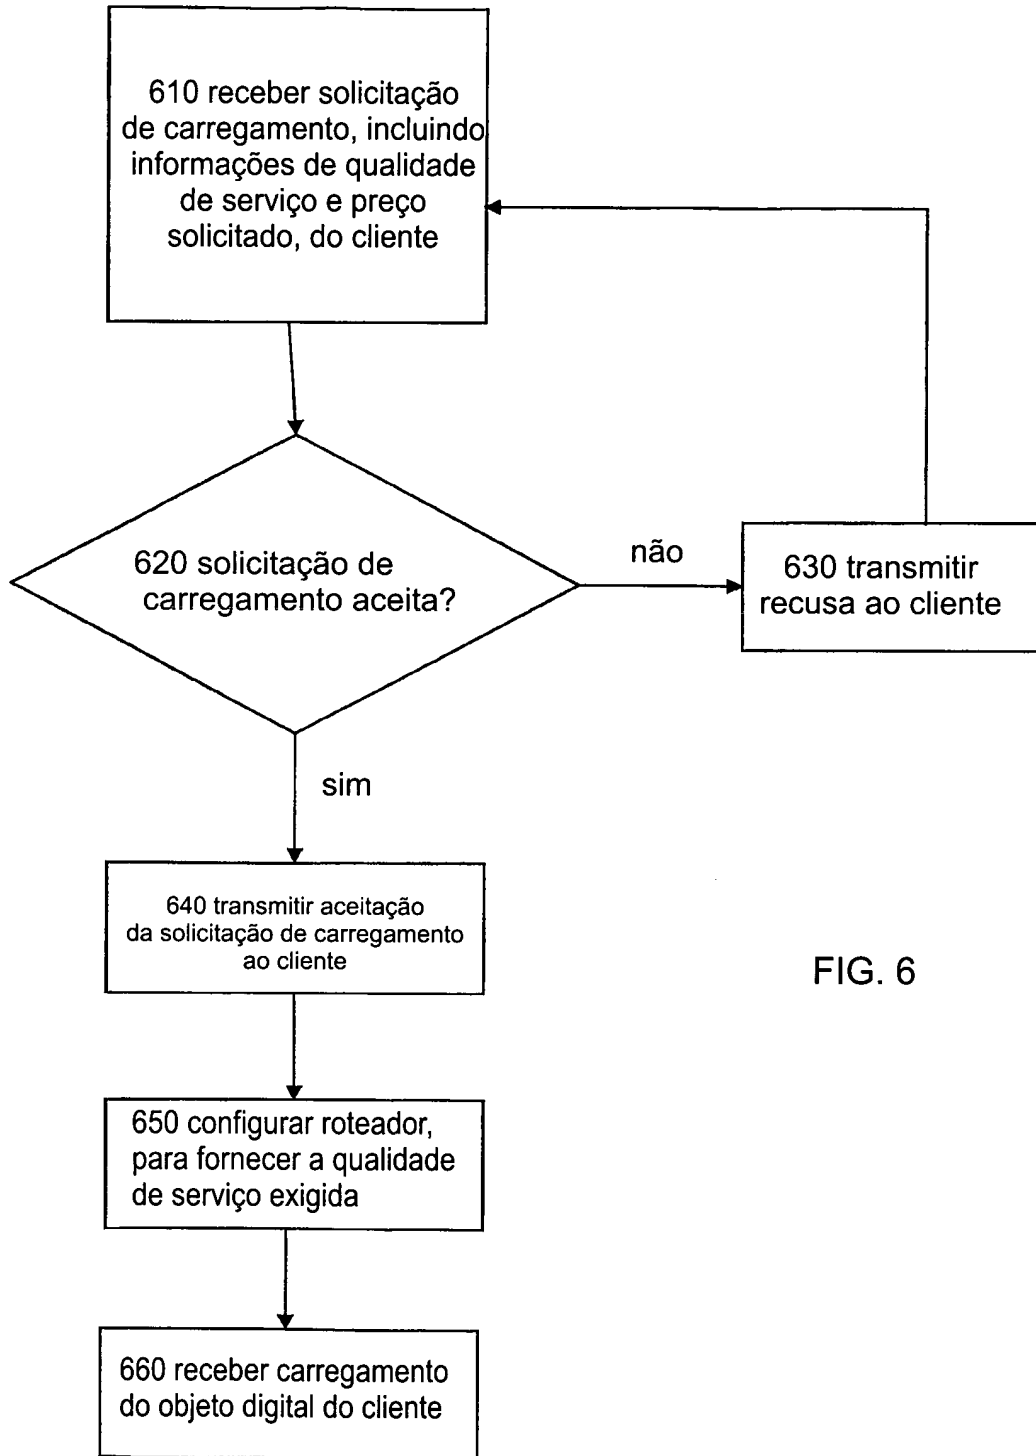 610 receber solicitação
de carregamento, incluindo
informações de qualidade
de serviço e preço
solicitado, do cliente
620 solicitação de
carregamento aceita?
não
630 transmitir
recusa ao cliente
sim
640 transmitir aceitação
da solicitação de carregamento
ao cliente
FIG. 6
650 configurar roteador,
para fornecer a qualidade
de serviço exigida
660 receber carregamento
do objeto digital do cliente